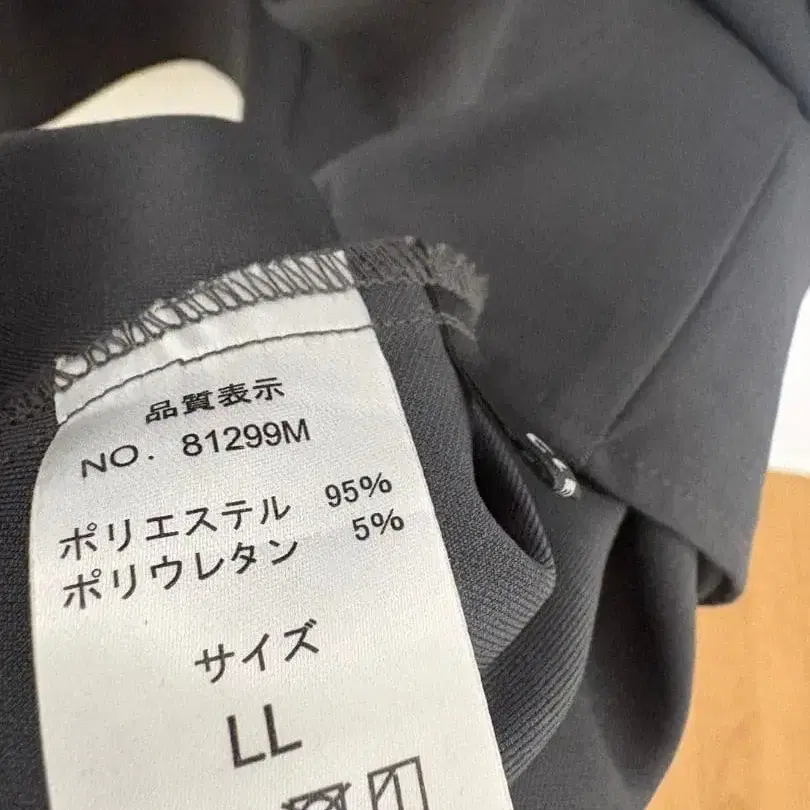 品質表示
NO. 81299M
ポリエステル 95%
ポリウレタン 5%
サイズ
LL